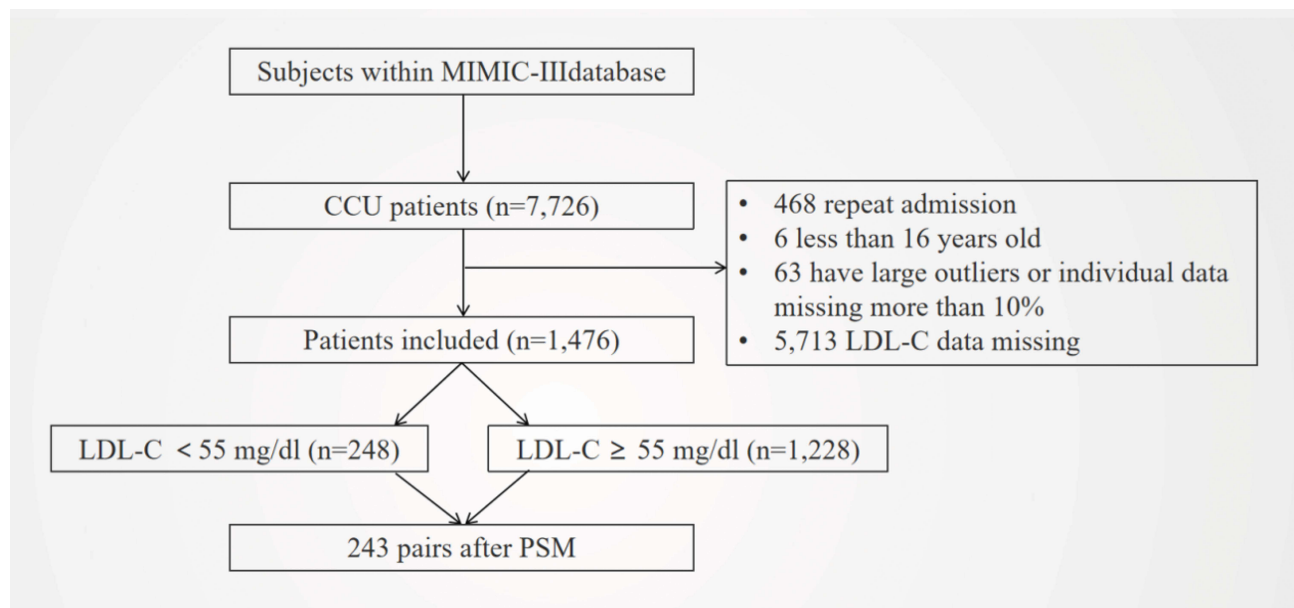 Subjects within MIMIC-IIIdatabase
CCU patients (n=7,726)
• 468 repeat admission
• 6 less than 16 years old
• 63 have large outliers or individual data
missing more than 10%
• 5,713 LDL-C data missing
Patients included (n=1,476)
LDL-C < 55 mg/dl (n=248)
LDL-C ≥ 55 mg/dl (n=1,228)
243 pairs after PSM